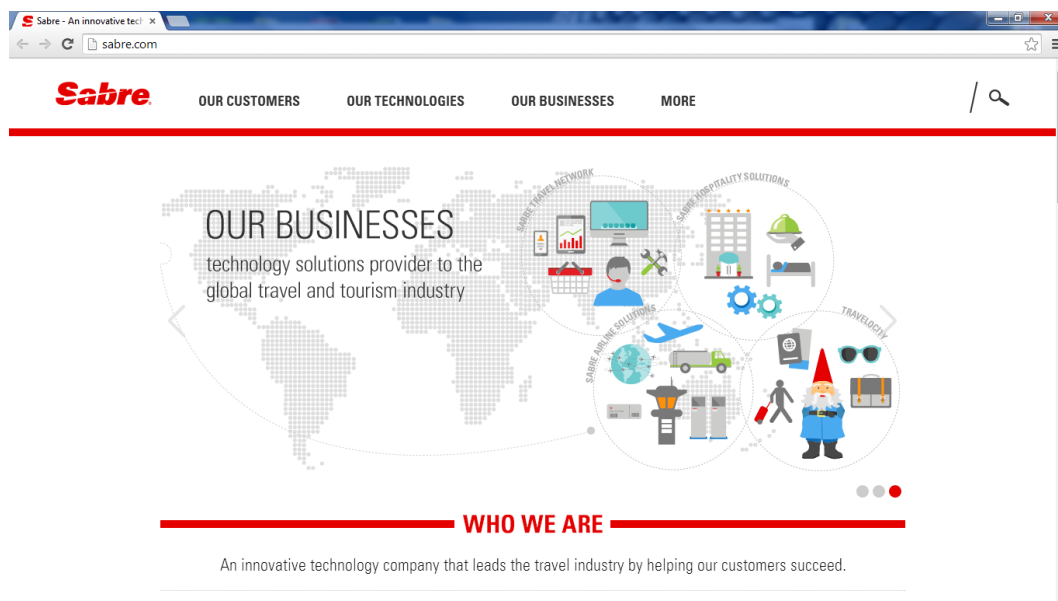 Sabre - An innovative tech
sabre.com
Sabre
OUR CUSTOMERS
OUR TECHNOLOGIES
OUR BUSINESSES
MORE
OUR BUSINESSES
technology solutions provider to the
global travel and tourism industry
SABRE TRAVEL NETWORK
SABRE HOSPITALITY SOLUTIONS
SABRE AIRLINE SOLUTIONS
TRAVELOCITY
WHO WE ARE
An innovative technology company that leads the travel industry by helping our customers succeed.